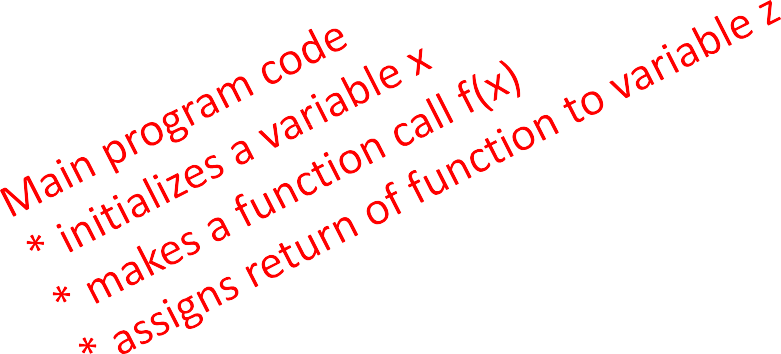 Main program code
* initializes a variable x
* makes a function call f(x)
* assigns return of function to variable z